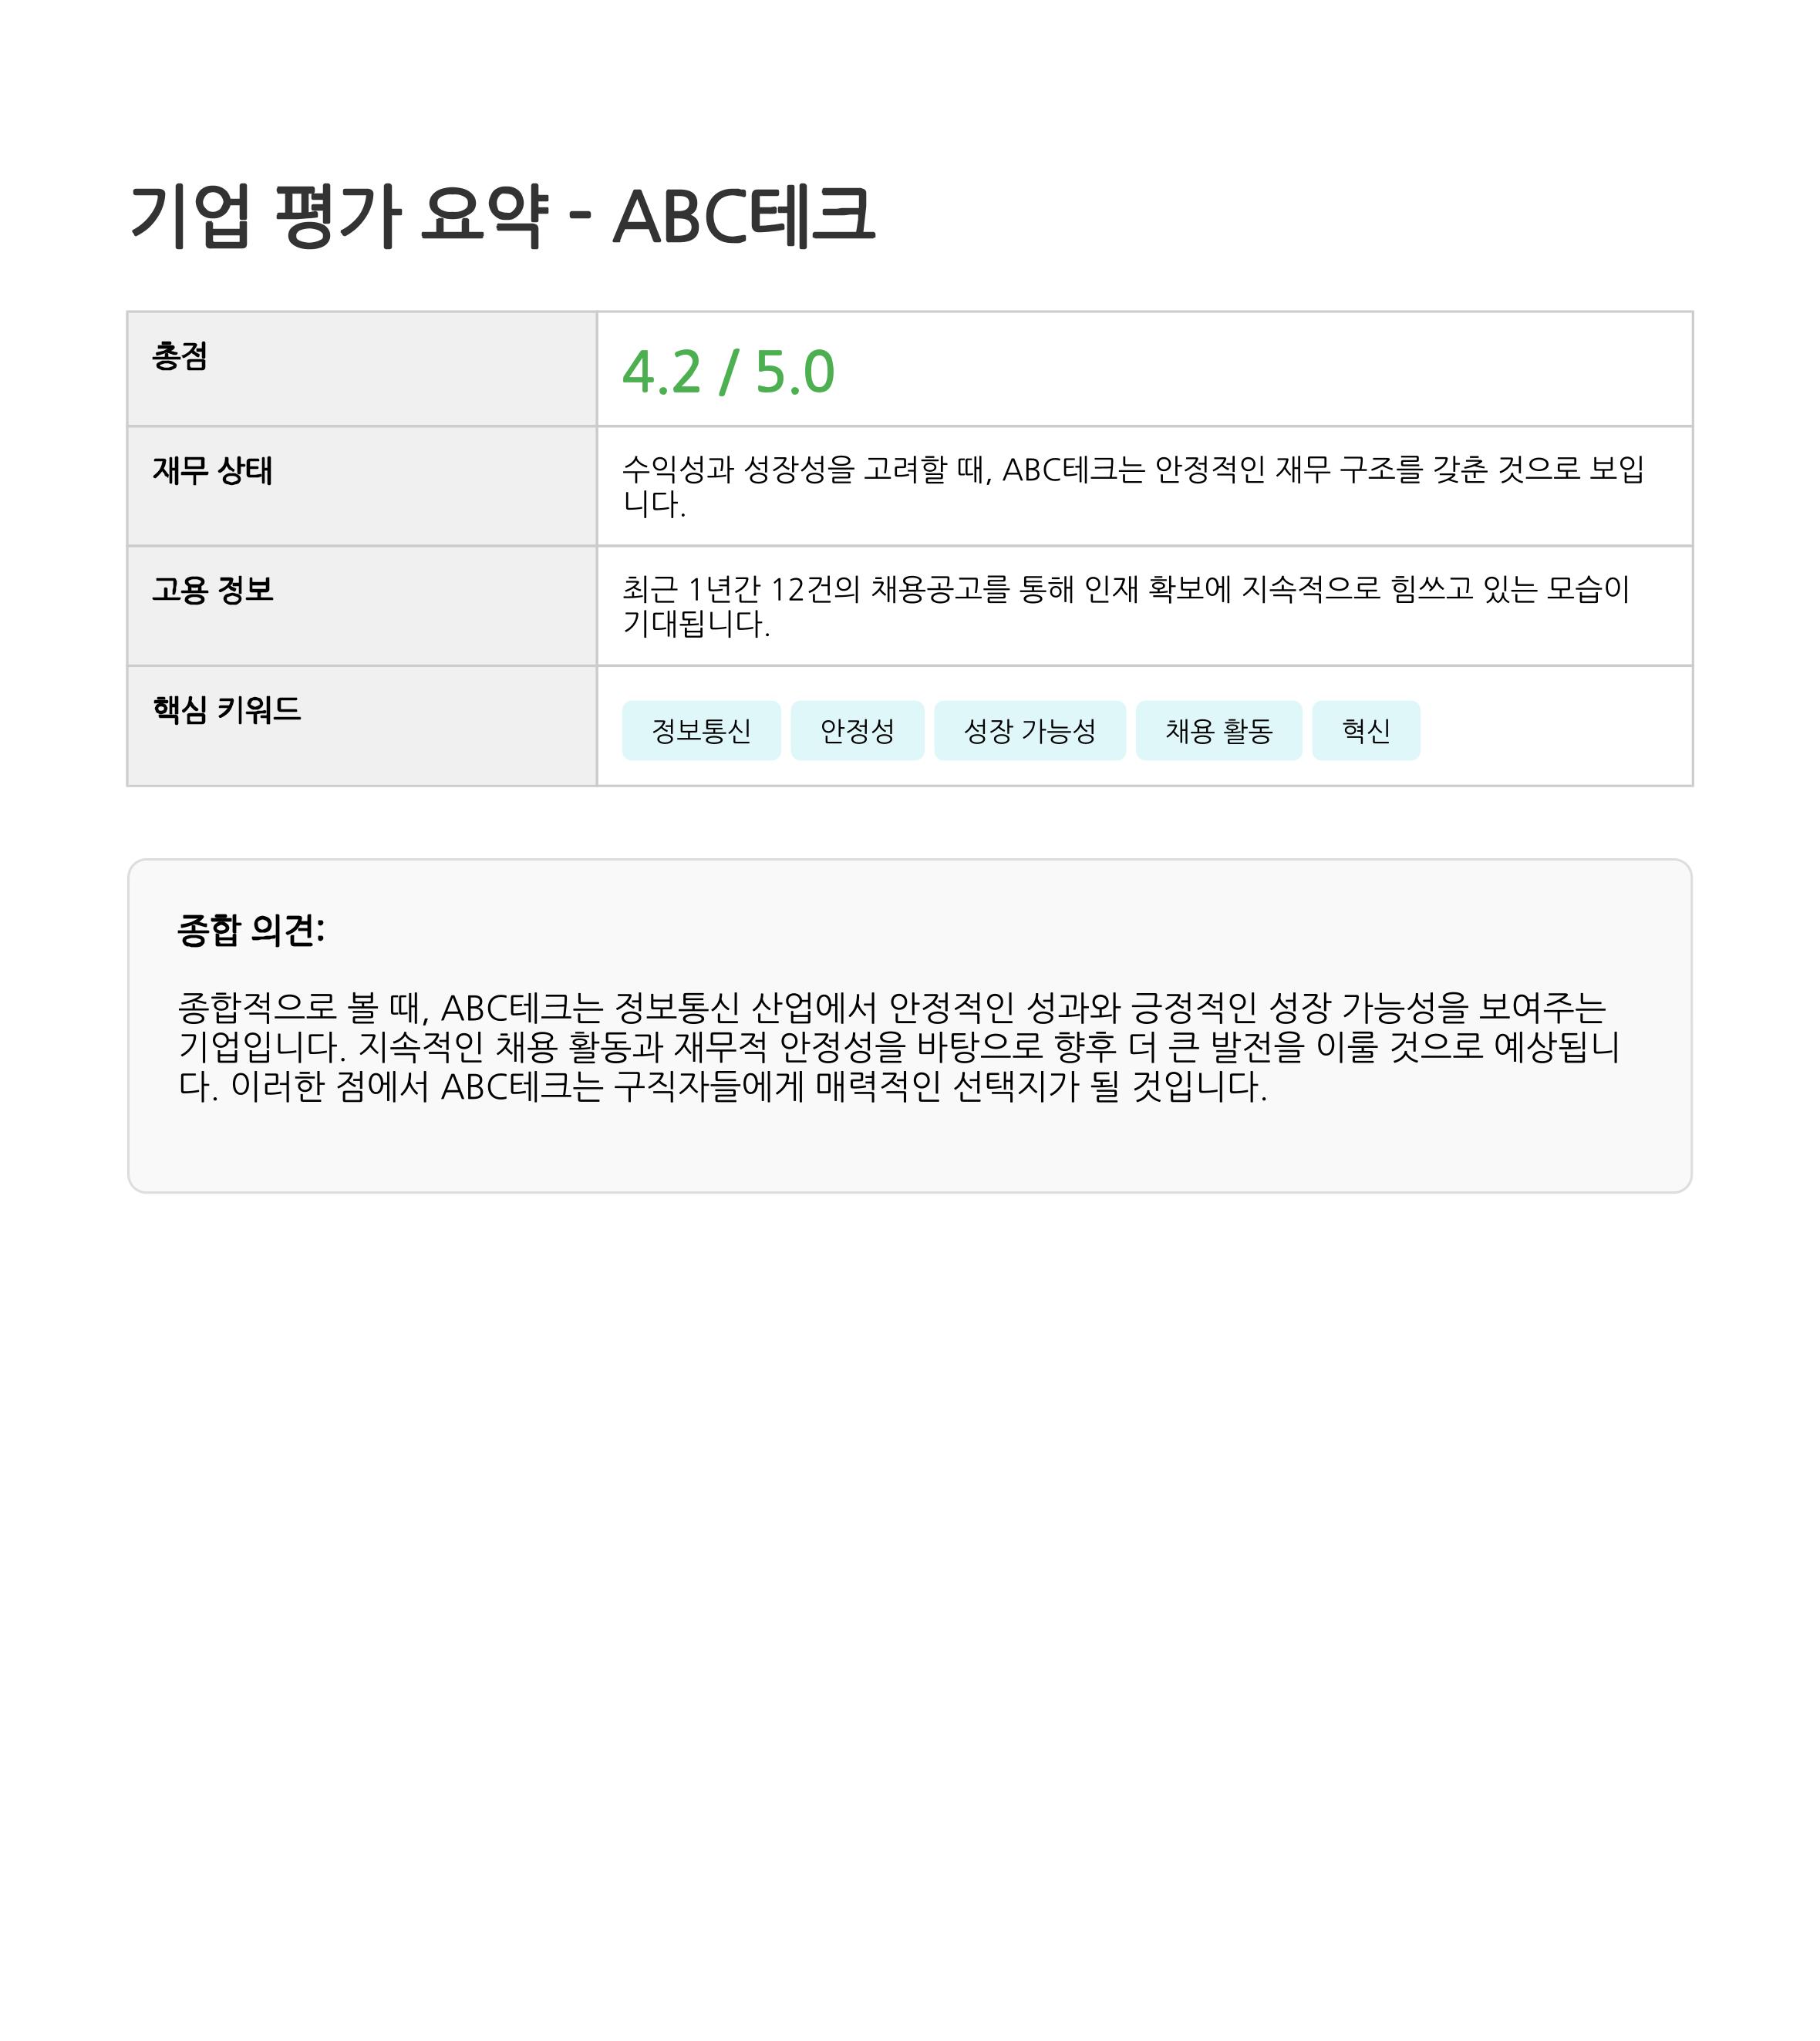 기업 평가 요약 - ABC테크
총점
4.2 / 5.0
재무 상태
수익성과 성장성을 고려할 때, ABC테크는 안정적인 재무 구조를 갖춘 것으로 보입
니다.
고용 정보
최근 1년간 12건의 채용공고를 통해 인재 확보에 지속적으로 힘쓰고 있는 모습이
기대됩니다.
핵심 키워드
정보통신 안정성 성장 가능성 채용 활동 혁신
종합 의견:
종합적으로 볼 때, ABC테크는 정보통신 산업에서 안정적인 성과와 긍정적인 성장 가능성을 보여주는
기업입니다. 지속적인 채용 활동과 재무적 안정성을 바탕으로 향후 더 큰 발전을 이룰 것으로 예상됩니
다. 이러한 점에서 ABC테크는 구직자들에게 매력적인 선택지가 될 것입니다.